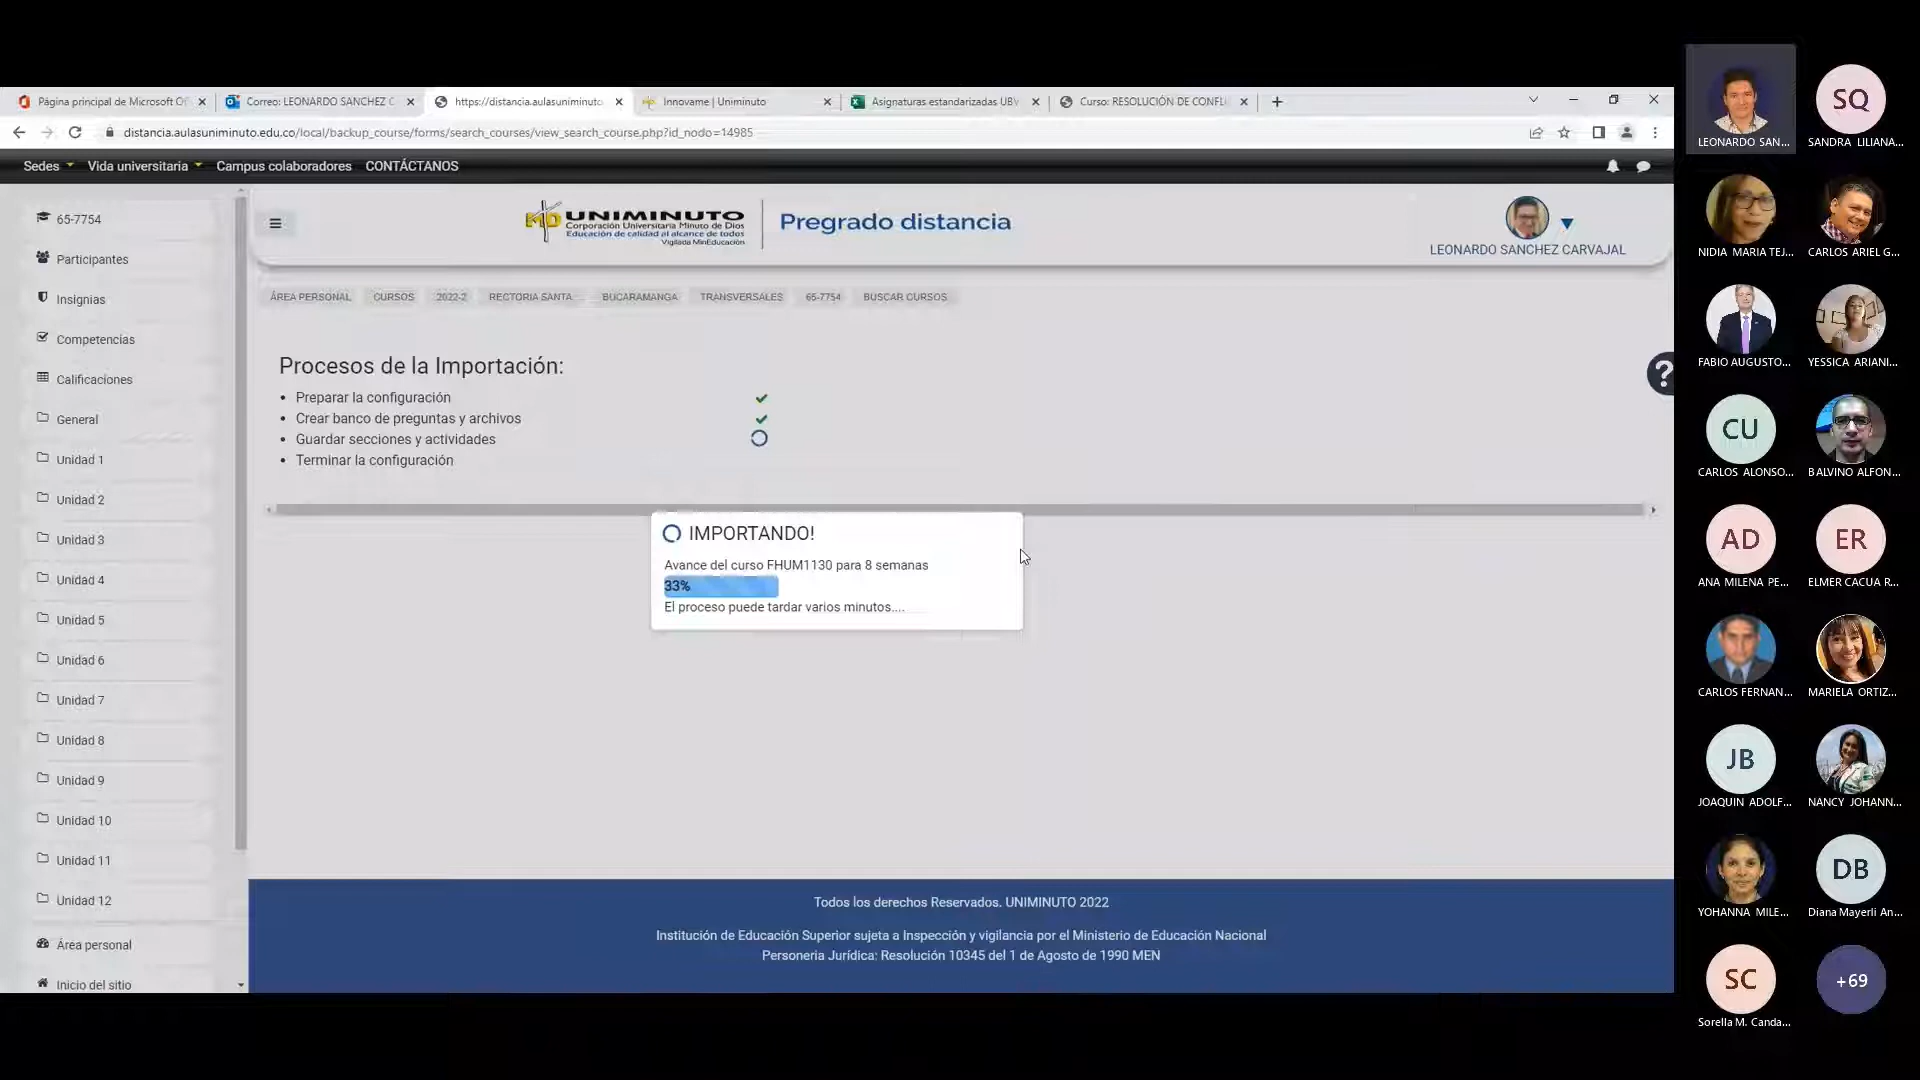 Página principal de Microsoft Of
Correo: LEONARDO SANCHEZ C
https://distancia.aulasuniminuto
Innovame | Uniminuto
Asignaturas estandarizadas UBV
Curso: RESOLUCIÓN DE CONFLI
distancia.aulasuniminuto.edu.co/local/backup_course/forms/search_courses/view_search_course.php?id_nodo=14985
Sedes Vida universitaria Campus colaboradores CONTÁCTANOS
65-7754
Participantes
Insignias
Competencias
Calificaciones
General
Unidad 1
Unidad 2
Unidad 3
Unidad 4
Unidad 5
Unidad 6
Unidad 7
Unidad 8
Unidad 9
Unidad 10
Unidad 11
Unidad 12
Área personal
Inicio del sitio
MD UNIMINUTO
Corporación Universitaria Minuto de Dios
Educación de calidad al alcance de todos
Vigilada MinEducación
Pregrado distancia
LEONARDO SANCHEZ CARVAJAL
ÁREA PERSONAL CURSOS 2022-2 RECTORIA SANTA BUCARAMANGA TRANSVERSALES 65-7754 BUSCAR CURSOS
Procesos de la Importación:
Preparar la configuración
Crear banco de preguntas y archivos
Guardar secciones y actividades
Terminar la configuración
?
IMPORTANDO!
Avance del curso FHUM1130 para 8 semanas
33%
El proceso puede tardar varios minutos....
Todos los derechos Reservados. UNIMINUTO 2022
Institución de Educación Superior sujeta a Inspección y vigilancia por el Ministerio de Educación Nacional
Personeria Jurídica: Resolución 10345 del 1 de Agosto de 1990 MEN
LEONARDO SAN...
SQ
SANDRA LILIANA...
NIDIA MARIA TEJ...
CARLOS ARIEL G...
FABIO AUGUSTO...
YESSICA ARIANI...
CU
CARLOS ALONSO...
BALVINO ALFON...
AD
ANA MILENA PE...
ER
ELMER CACUA R...
CARLOS FERNAN...
MARIELA ORTIZ...
JB
JOAQUIN ADOLF...
NANCY JOHANN...
YOHANNA MILE...
DB
Diana Mayerli An...
SC
Sorella M. Canda...
+69